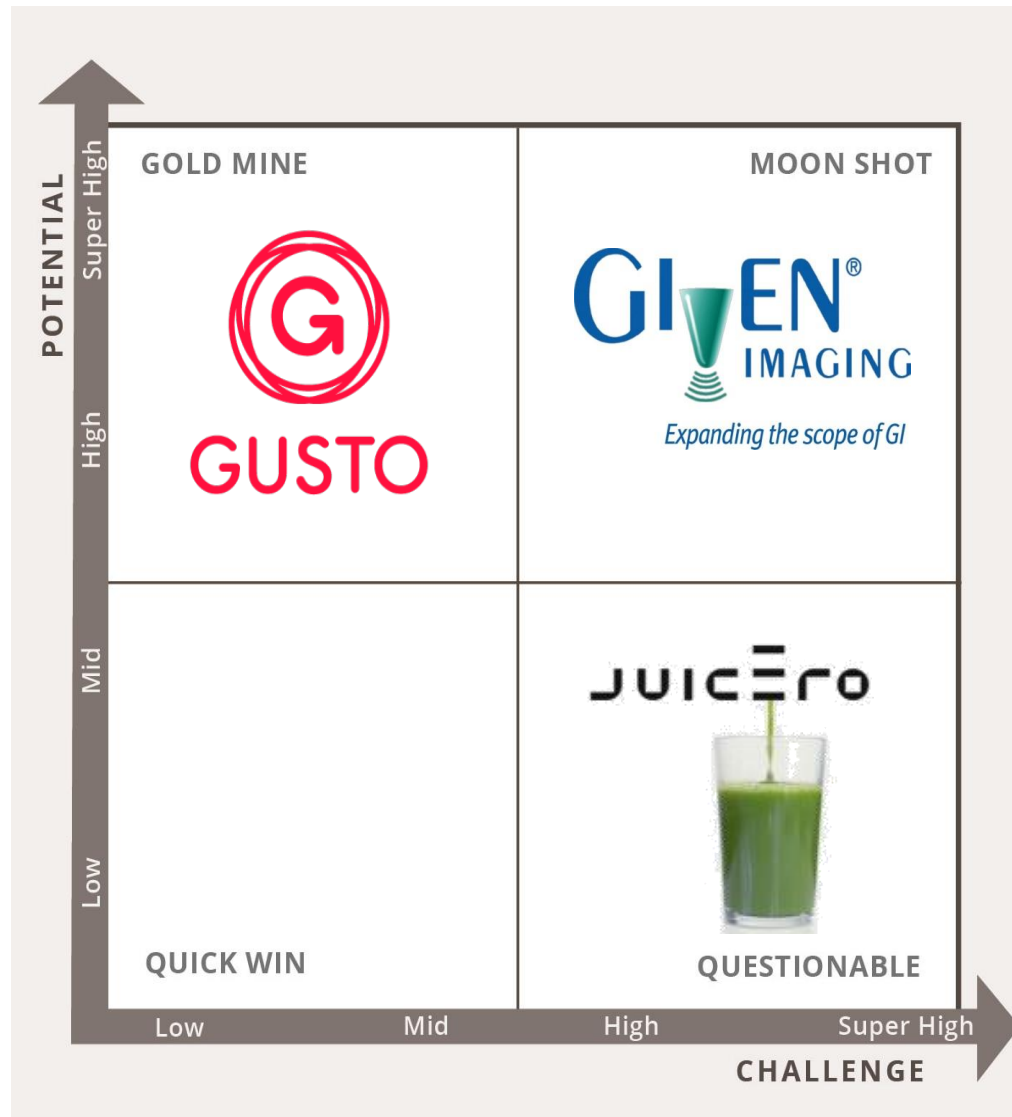 GOLD MINE
MOON SHOT
POTENTIAL
Super High
High
Mid
Low
G
GUSTO
GIVEN®
IMAGING
Expanding the scope of GI
JUICEro
QUICK WIN
QUESTIONABLE
Low
Mid
High
Super High
CHALLENGE